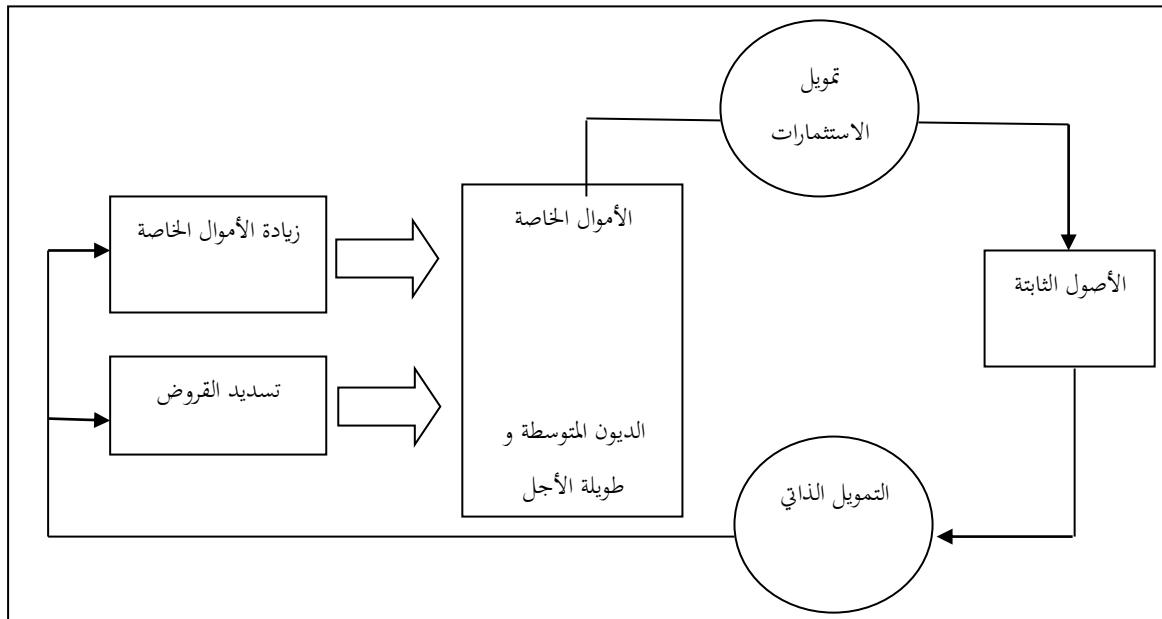 تمويل
الاستثمارات
الأموال الخاصة
زيادة الأموال الخاصة
الأصول الثابتة
تسديد القروض
الديون المتوسطة و
طويلة الأجل
التمويل الذاتي